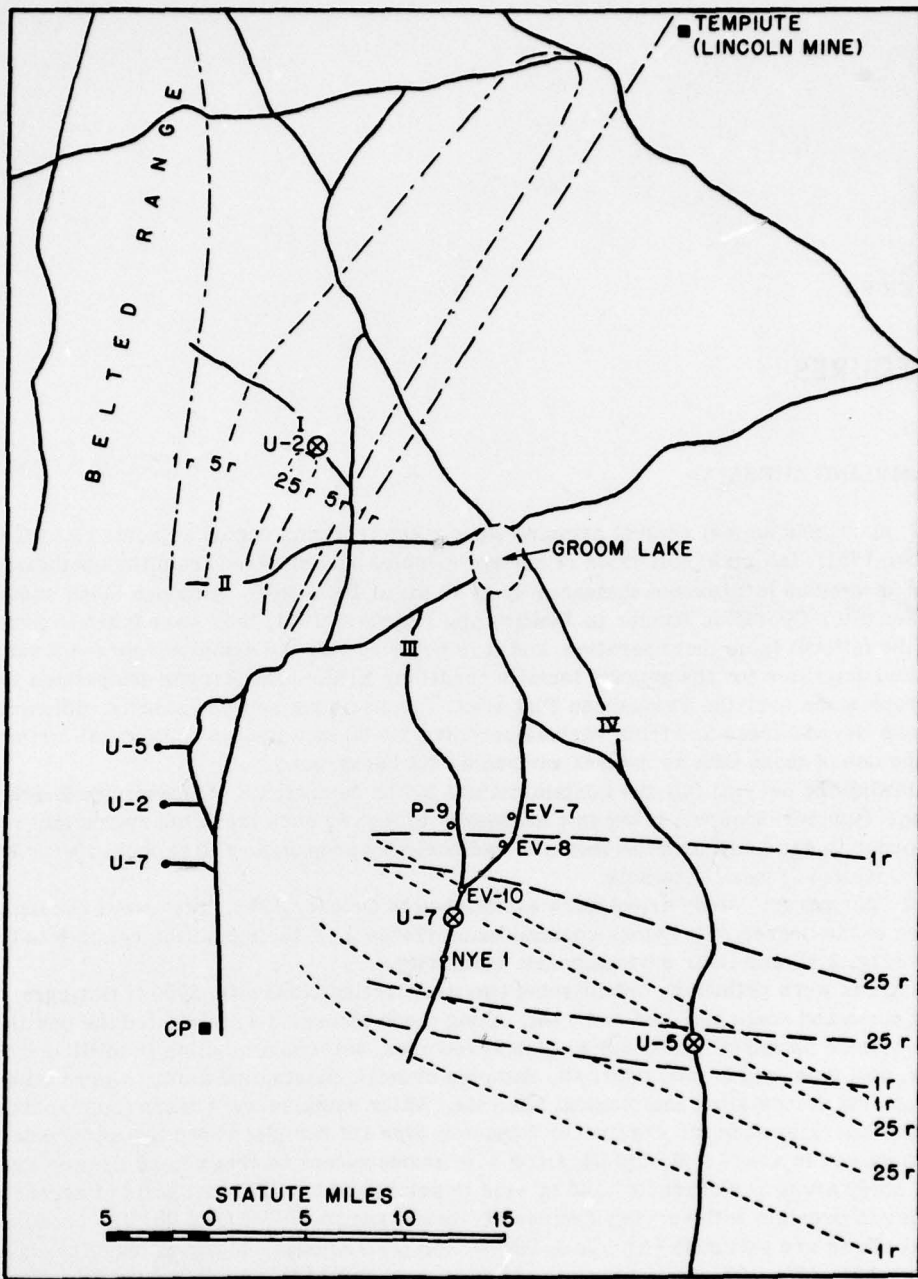 TEMPIUTE
(LINCOLN MINE)
BELTED RANGE
I
U-2
1r
5r
25r
5r
1r
II
GROOM LAKE
III
IV
U-5
U-2
U-7
P-9
EV-7
EV-8
1r
EV-10
U-7
NYE 1
25r
CP
U-5
25r
1r
1r
25r
25r
1r
STATUTE MILES
5 0 5 10 15